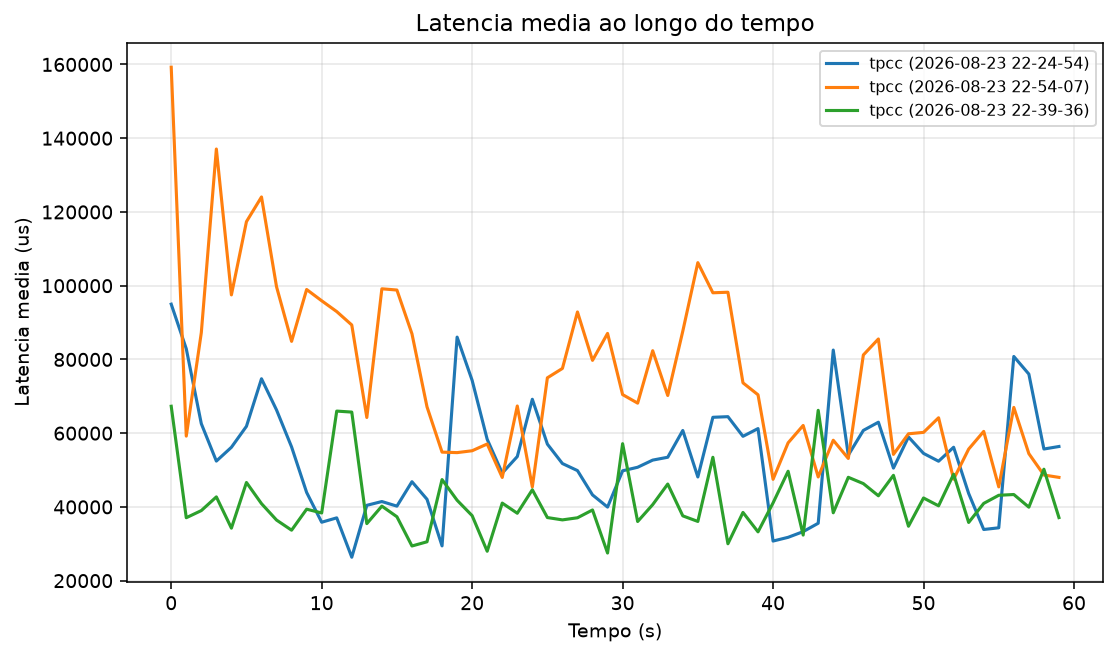 Latencia media ao longo do tempo
tpcc (2026-08-23 22-24-54)
tpcc (2026-08-23 22-54-07)
tpcc (2026-08-23 22-39-36)
Latencia media (us)
160000
140000
120000
100000
80000
60000
40000
20000
0 10 20 30 40 50 60
Tempo (s)